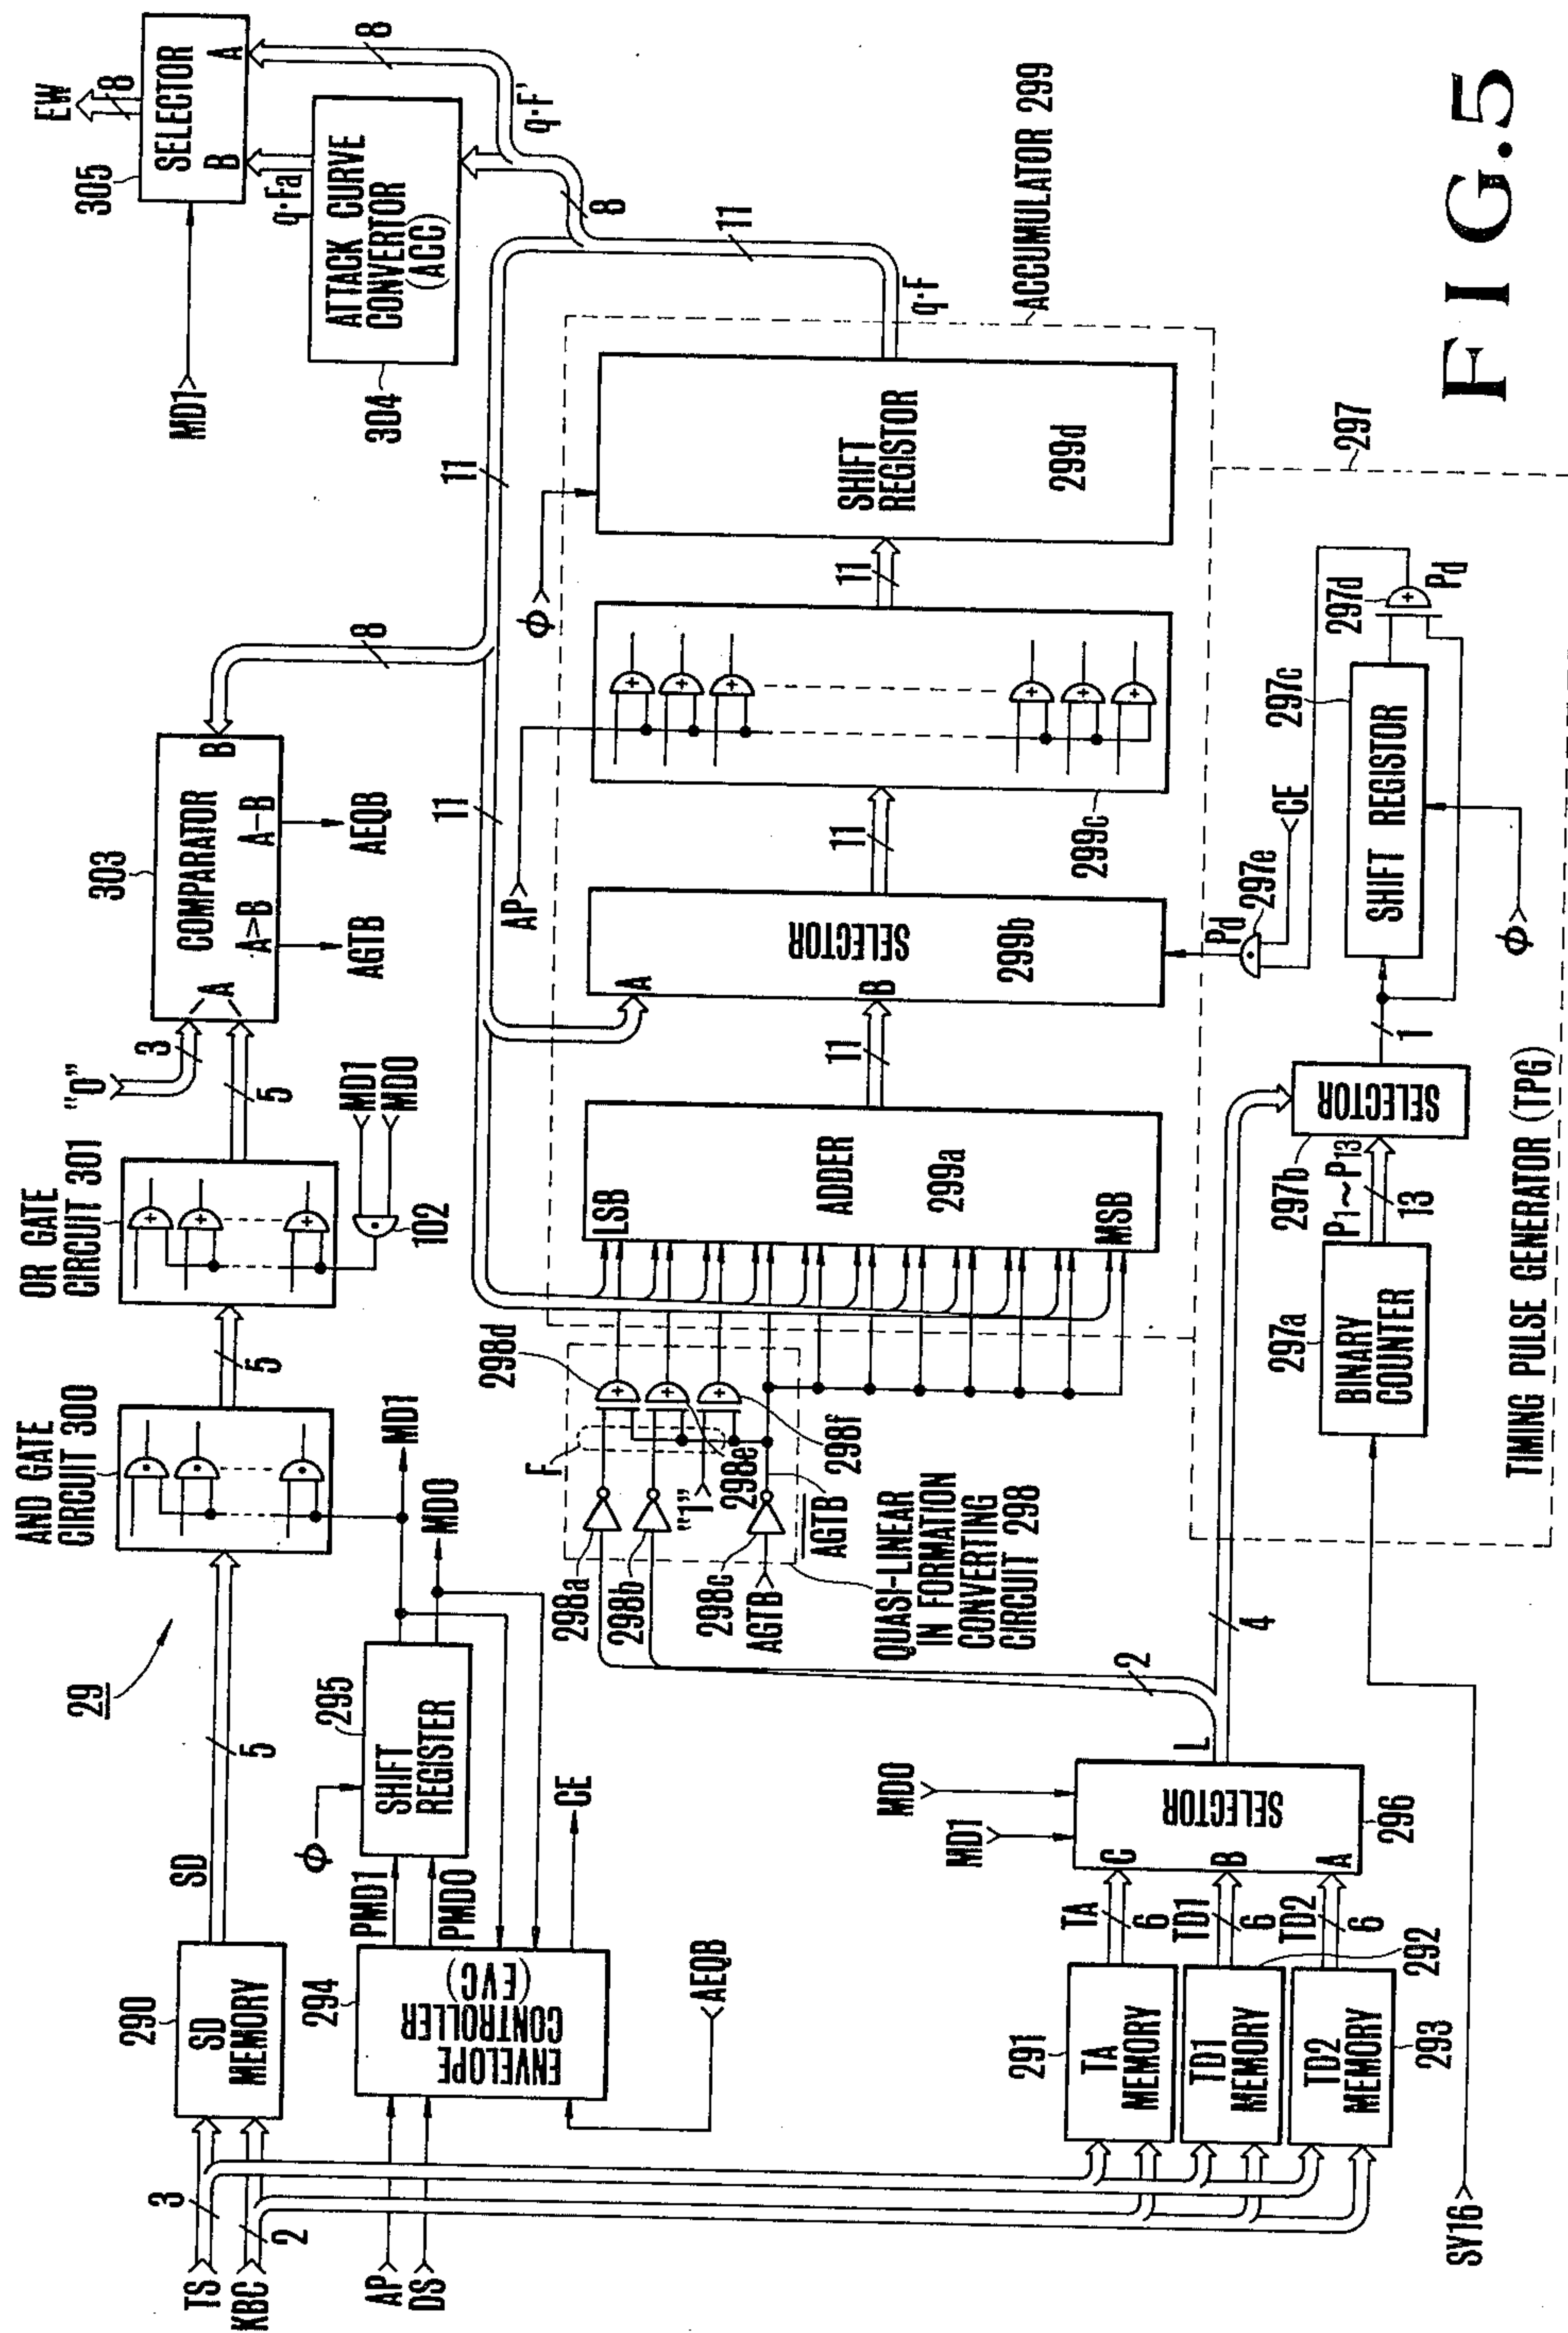 29
TS
3
KBC
2
290
SD
MEMORY
SD
5
AND GATE
CIRCUIT 300
5
OR GATE
CIRCUIT 301
5
"0"
3
303
COMPARATOR
A
B
A>B
A-B
AGTB
AEQB
8
MD1
MD0
102
AP
DS
294
ENVELOPE
CONTROLLER
(EVC)
AEQB
PMD1
PMD0
CE
ϕ
295
SHIFT
REGISTER
MD1
MD0
MD1
305
SELECTOR
B
A
EW
8
8
q·Fa
q·F'
304
ATTACK CURVE
CONVERTOR
(ACC)
8
11
11
11
q·F
298a
298b
298c
AGTB
F
298d
298e
"1"
298f
AGTB
QUASI-LINEAR
IN FORMATION
CONVERTING
CIRCUIT 298
LSB
ADDER
299a
MSB
11
A
B
SELECTOR
299b
11
AP
299c
11
ϕ
SHIFT
REGISTOR
299d
ACCUMULATOR 299
291
TA
MEMORY
TD1
MEMORY
292
TD2
MEMORY
293
TA
6
TD1
6
TD2
6
MD1
MD0
C
B
A
SELECTOR
296
L
2
4
SY16
297a
BINARY
COUNTER
P1~P13
13
297b
SELECTOR
1
SHIFT REGISTOR
297c
ϕ
297d
Pd
Pd
297e
CE
297
TIMING PULSE GENERATOR (TPG)
FIG.5